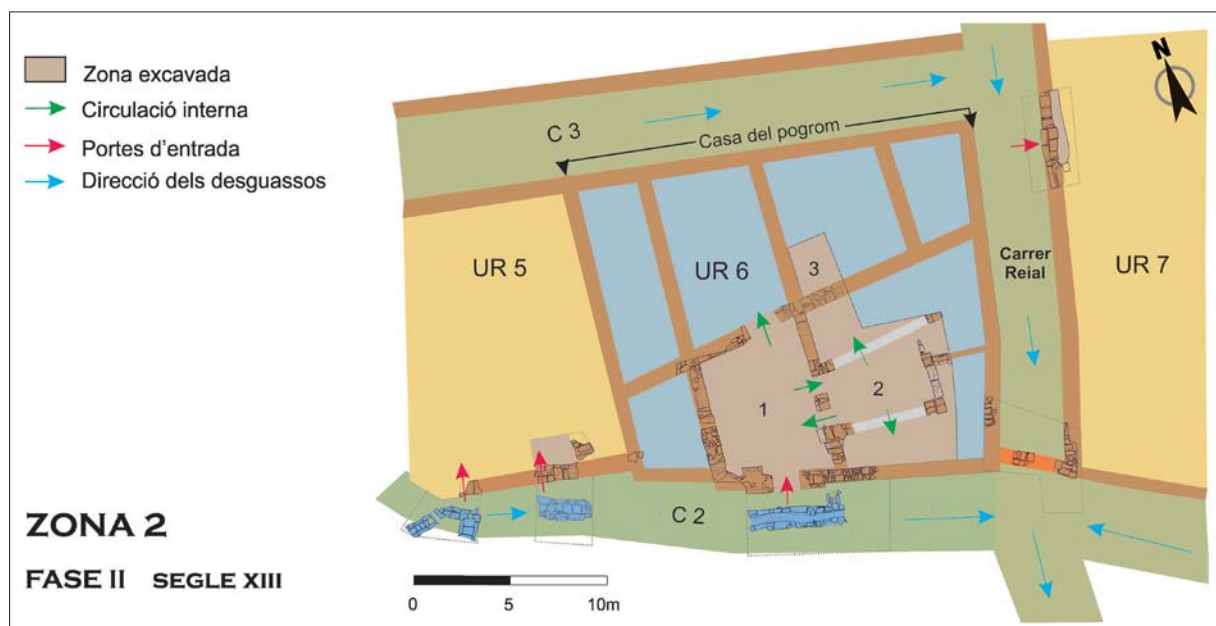 Zona excavada
Circulació interna
Portes d'entrada
Direcció dels desguassos
N
C 3
Casa del pogrom
UR 5
UR 6
3
Carrer
Reial
UR 7
1
2
C 2
ZONA 2
FASE II SEGLE XIII
0 5 10m